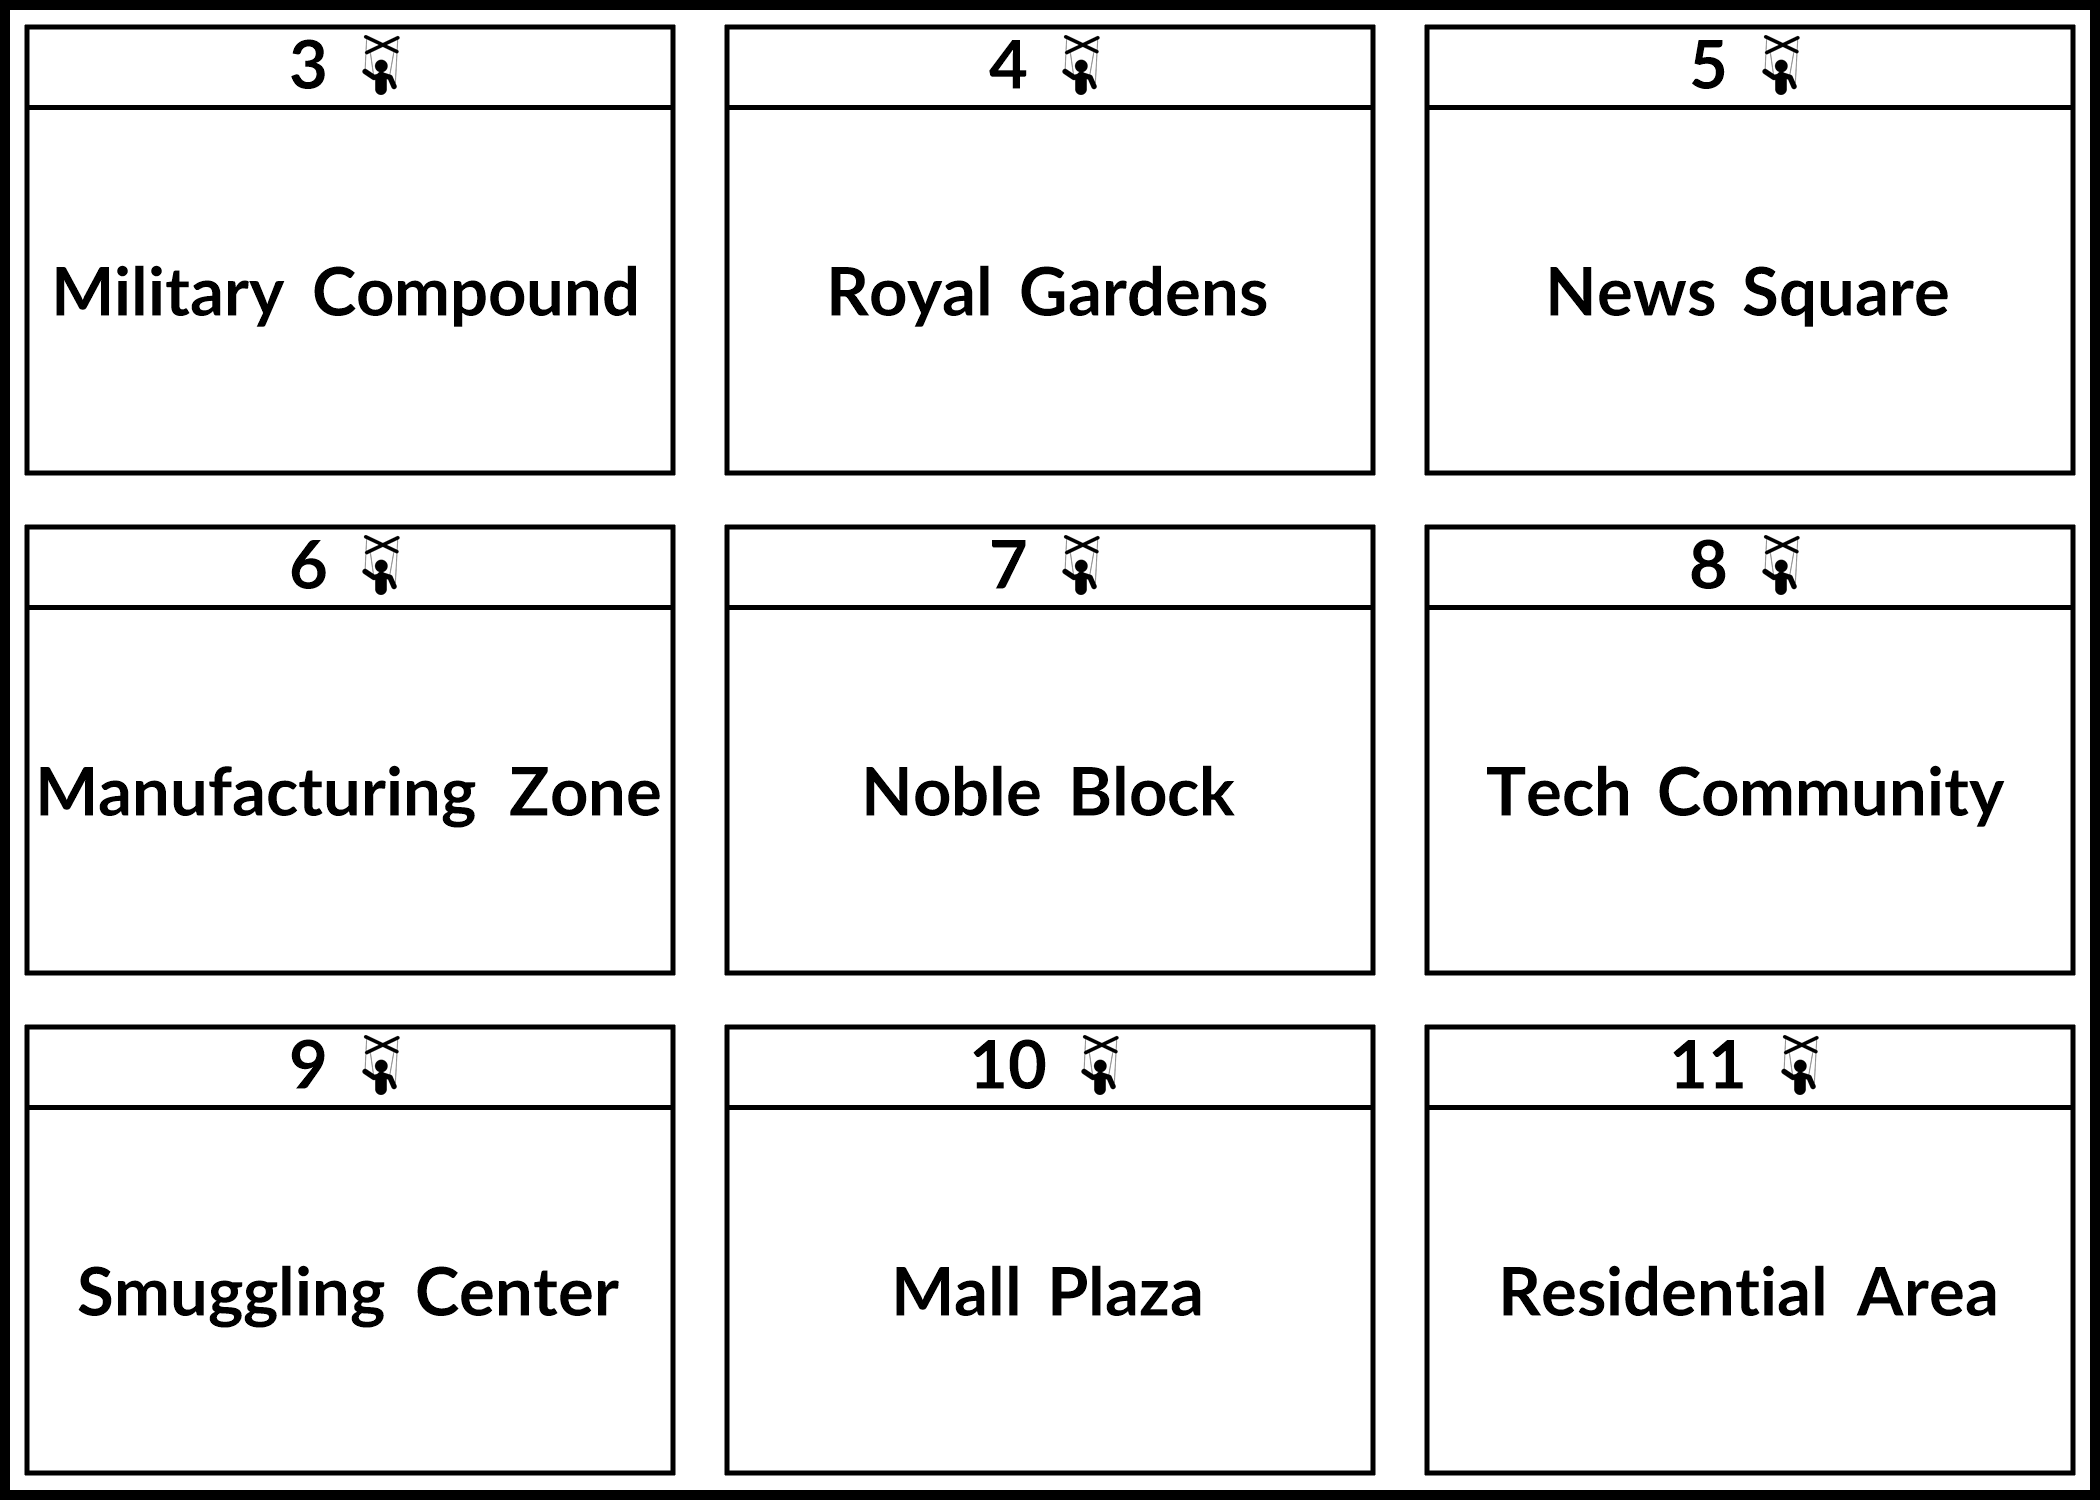 3
4
5
Military Compound
Royal Gardens
News Square
6
7
8
Manufacturing Zone
Noble Block
Tech Community
9
10
11
Smuggling Center
Mall Plaza
Residential Area